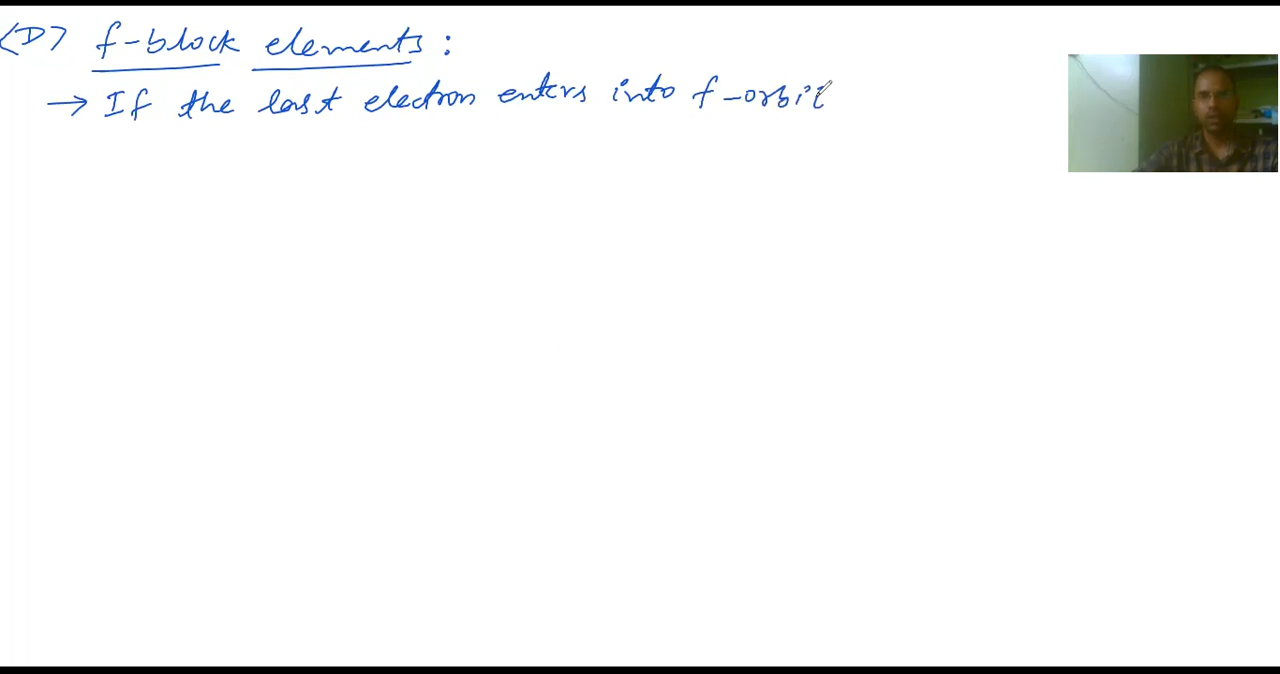 (D) f-block elements :
→ If the last electron enters into f-orbit